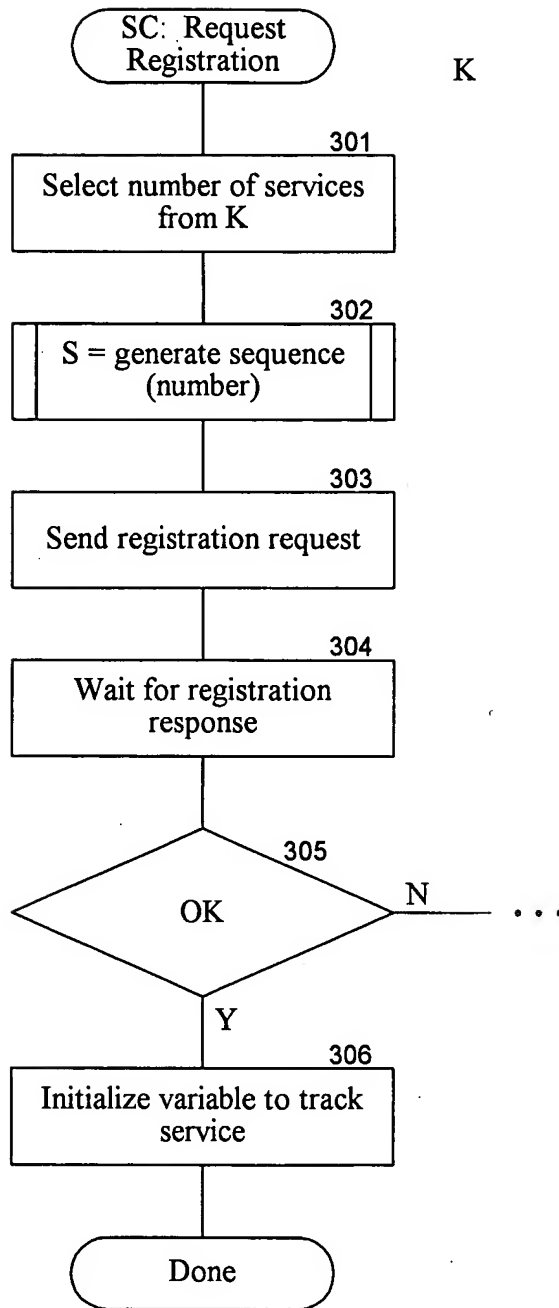 SC: Request
Registration
K
301
Select number of services
from K
302
S = generate sequence
(number)
303
Send registration request
304
Wait for registration
response
305
OK
N
• • •
Y
306
Initialize variable to track
service
Done